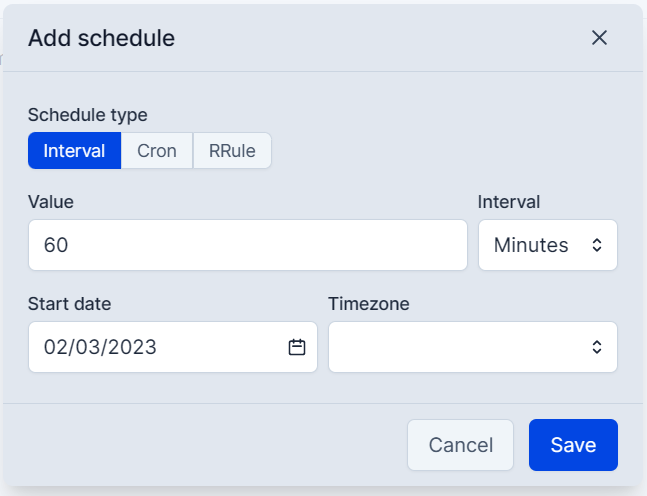 Add schedule
Schedule type
Interval Cron RRule
Value Interval
60 Minutes
Start date Timezone
02/03/2023
Cancel Save